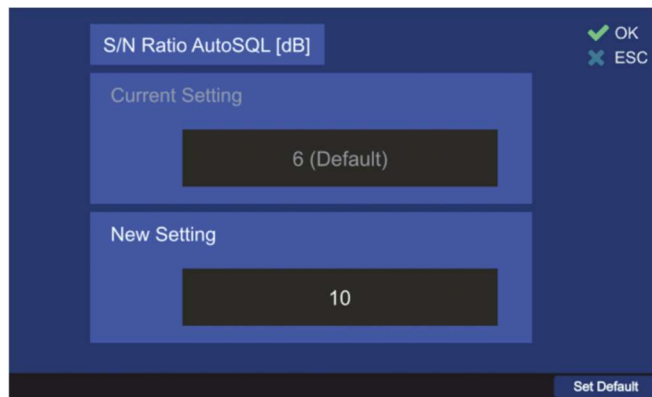 S/N Ratio AutoSQL [dB]
OK
ESC
Current Setting
6 (Default)
New Setting
10
Set Default